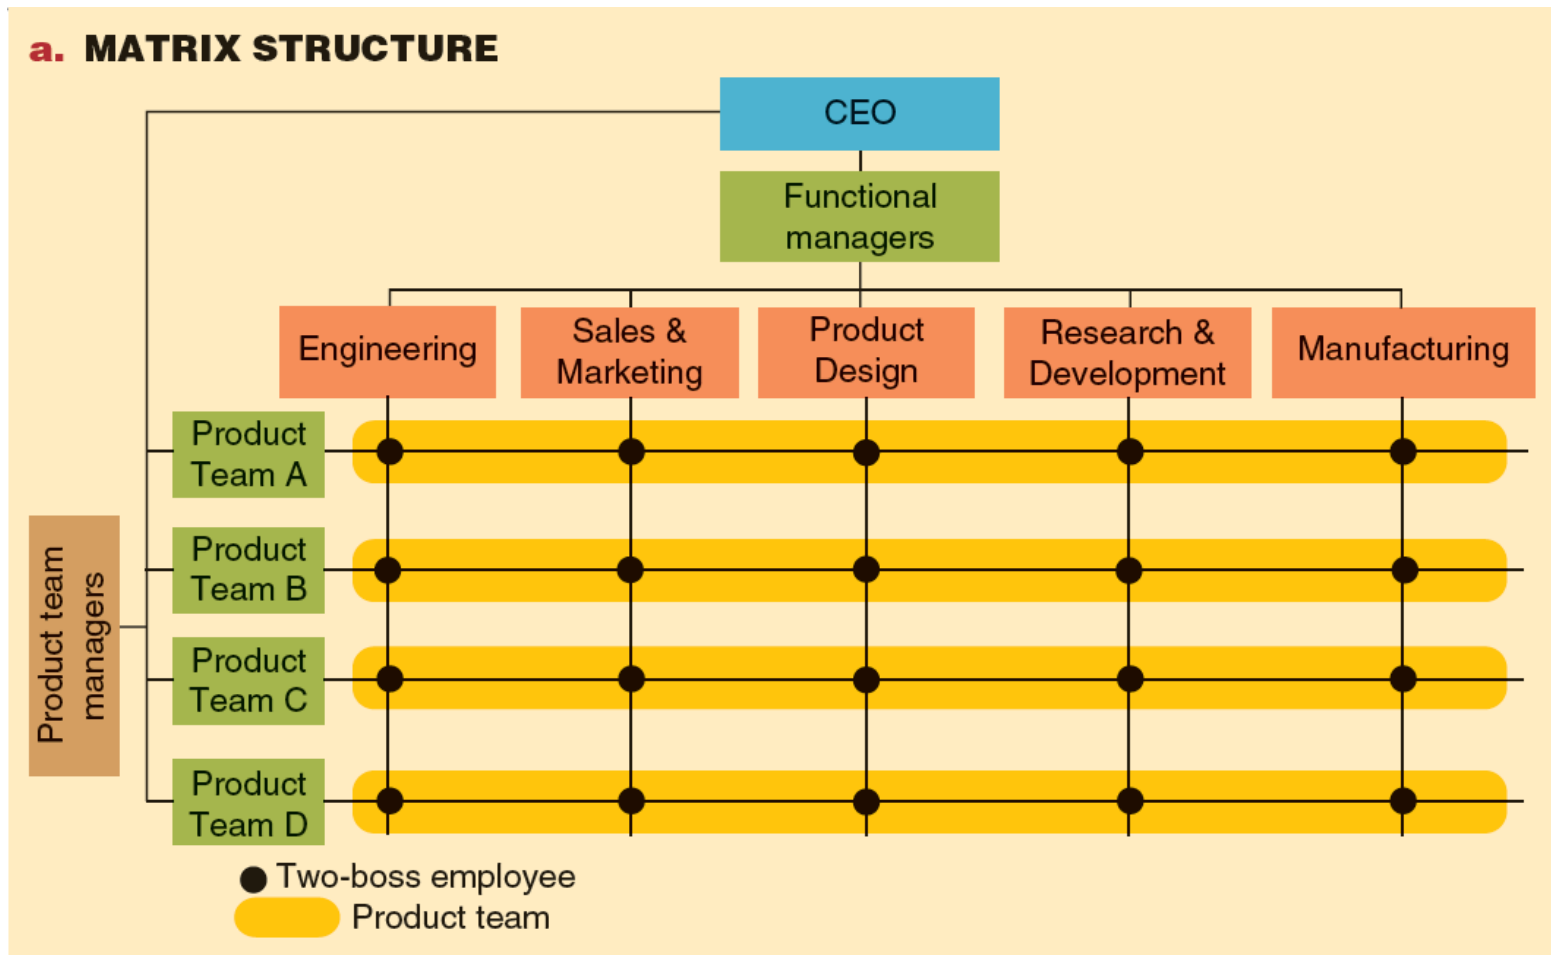 a. MATRIX STRUCTURE
CEO
Functional
managers
Engineering
Sales &
Marketing
Product
Design
Research &
Development
Manufacturing
Product team
managers
Product
Team A
Product
Team B
Product
Team C
Product
Team D
Two-boss employee
Product team